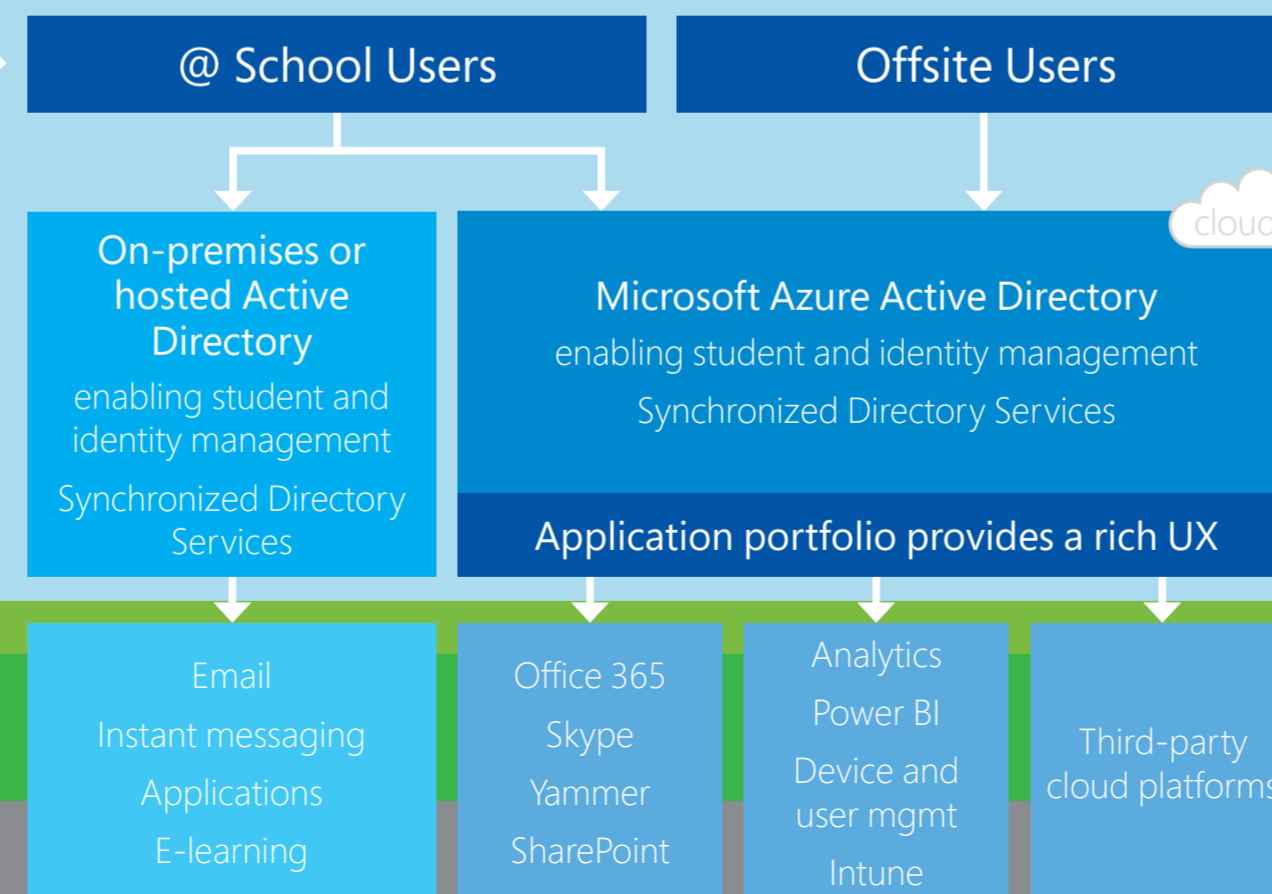 @ School Users
Offsite Users
On-premises or
hosted Active
Directory
enabling student and
identity management
Synchronized Directory
Services
cloud
Microsoft Azure Active Directory
enabling student and identity management
Synchronized Directory Services
Application portfolio provides a rich UX
Email
Instant messaging
Applications
E-learning
Office 365
Skype
Yammer
SharePoint
Analytics
Power BI
Device and
user mgmt
Intune
Third-party
cloud platforms